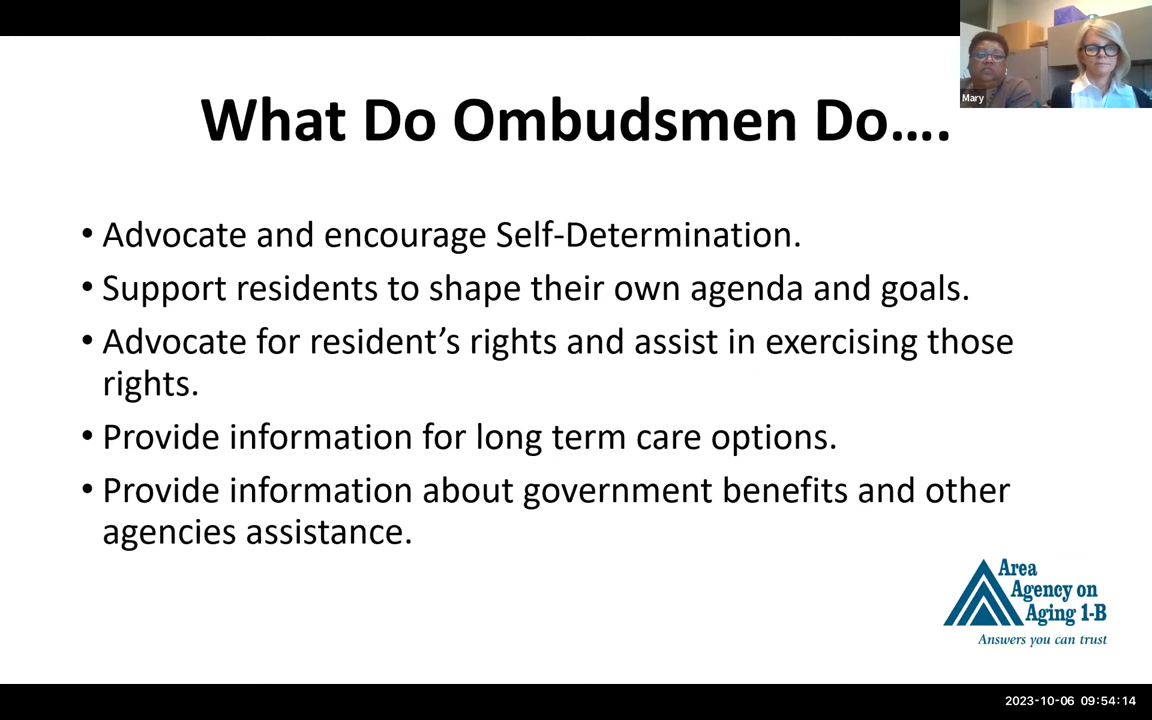 Mary
What Do Ombudsmen Do….
• Advocate and encourage Self-Determination.
• Support residents to shape their own agenda and goals.
• Advocate for resident’s rights and assist in exercising those
rights.
• Provide information for long term care options.
• Provide information about government benefits and other
agencies assistance.
Area
Agency on
Aging 1-B
Answers you can trust
2023-10-06 09:54:14